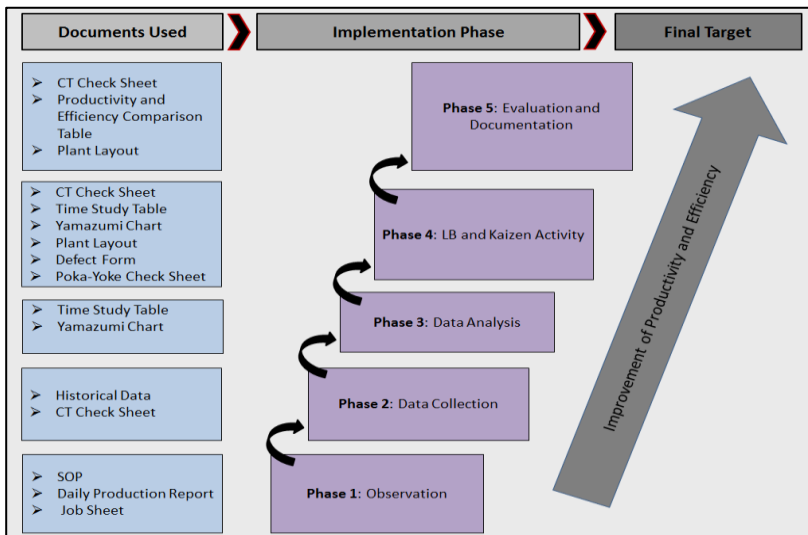 Documents Used
Implementation Phase
Final Target
CT Check Sheet
Productivity and
Efficiency Comparison
Table
Plant Layout
Phase 5: Evaluation and
Documentation
CT Check Sheet
Time Study Table
Yamazumi Chart
Plant Layout
Defect Form
Poka-Yoke Check Sheet
Phase 4: LB and Kaizen Activity
Time Study Table
Yamazumi Chart
Phase 3: Data Analysis
Historical Data
CT Check Sheet
Phase 2: Data Collection
SOP
Daily Production Report
Job Sheet
Phase 1: Observation
Improvement of Productivity and Efficiency